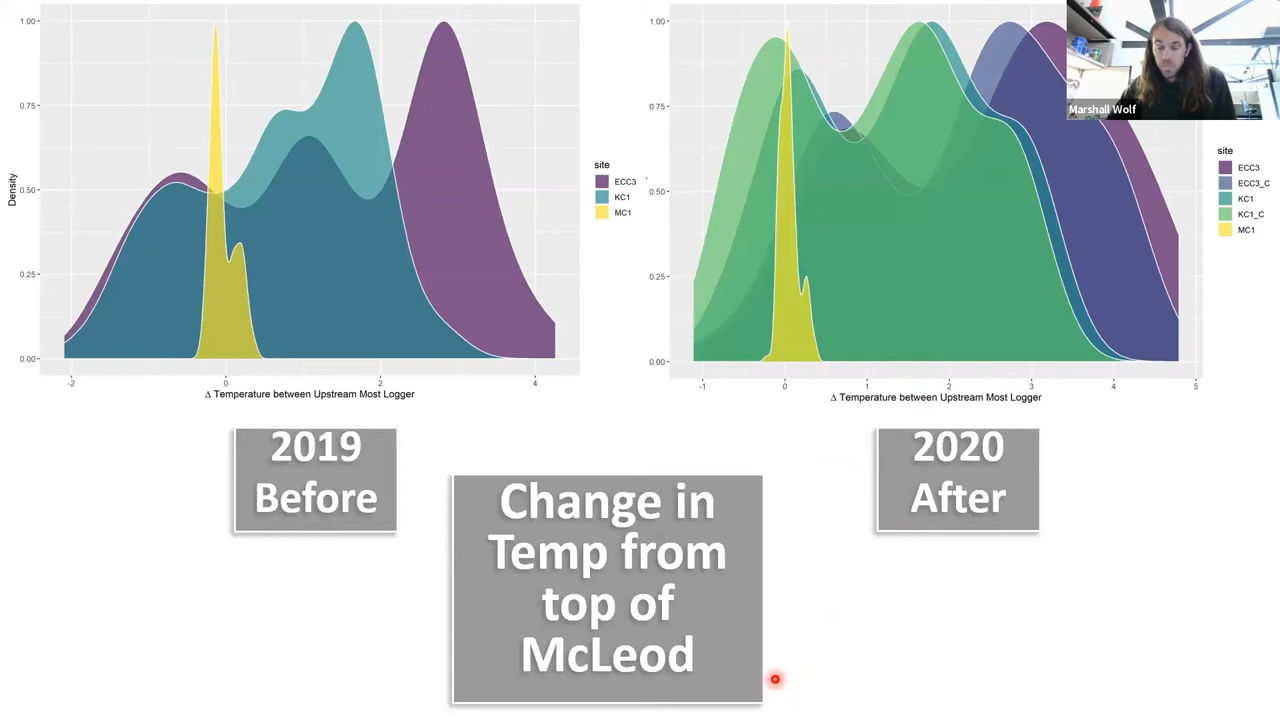 1.00
0.75
0.50
0.25
0.00
Density
-2
0
2
4
Δ Temperature between Upstream Most Logger
site
ECC3
KC1
MC1
1.00
0.75
0.50
0.25
0.00
-1
0
1
2
3
4
5
Δ Temperature between Upstream Most Logger
Marshall Wolf
site
ECC3
ECC3_C
KC1
KC1_C
MC1
2019
Before
Change in
Temp from
top of
McLeod
2020
After